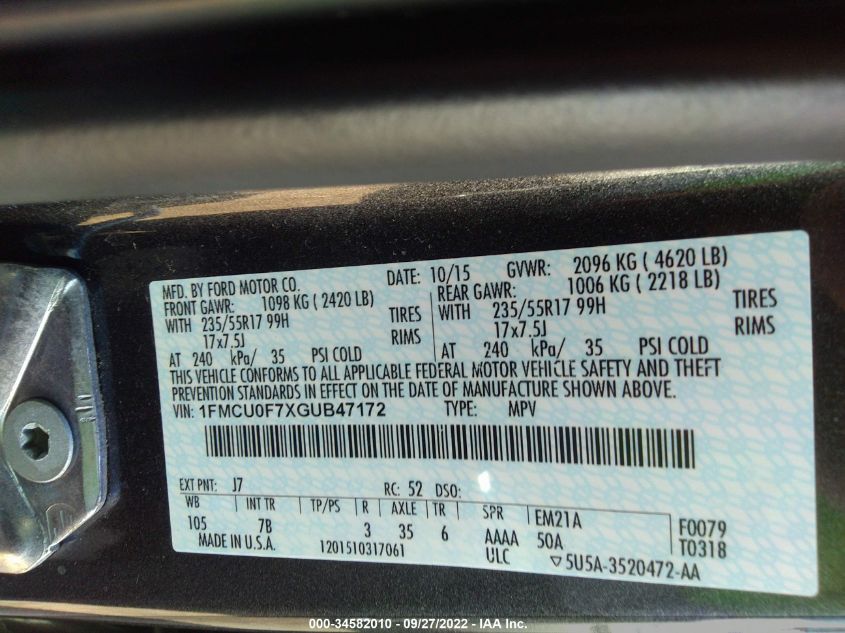 MFD. BY FORD MOTOR CO. DATE: 10/15 GVWR: 2096 KG ( 4620 LB)
FRONT GAWR: 1098 KG ( 2420 LB) REAR GAWR: 1006 KG ( 2218 LB)
WITH 235/55R17 99H TIRES WITH 235/55R17 99H TIRES
17x7.5J RIMS 17x7.5J RIMS
AT 240 kPa/ 35 PSI COLD AT 240 kPa/ 35 PSI COLD
THIS VEHICLE CONFORMS TO ALL APPLICABLE FEDERAL MOTOR VEHICLE SAFETY AND THEFT
PREVENTION STANDARDS IN EFFECT ON THE DATE OF MANUFACTURE SHOWN ABOVE.
VIN: 1FMCU0F7XGUB47172 TYPE: MPV
EXT PNT: J7 RC: 52 DSO:
WB INT TR TP/PS R AXLE TR SPR EM21A F0079
105 7B 3 35 6 AAAA 50A T0318
MADE IN U.S.A. 1201510317061 ULC ▽5U5A-3520472-AA
000-34582010 - 09/27/2022 - IAA Inc.